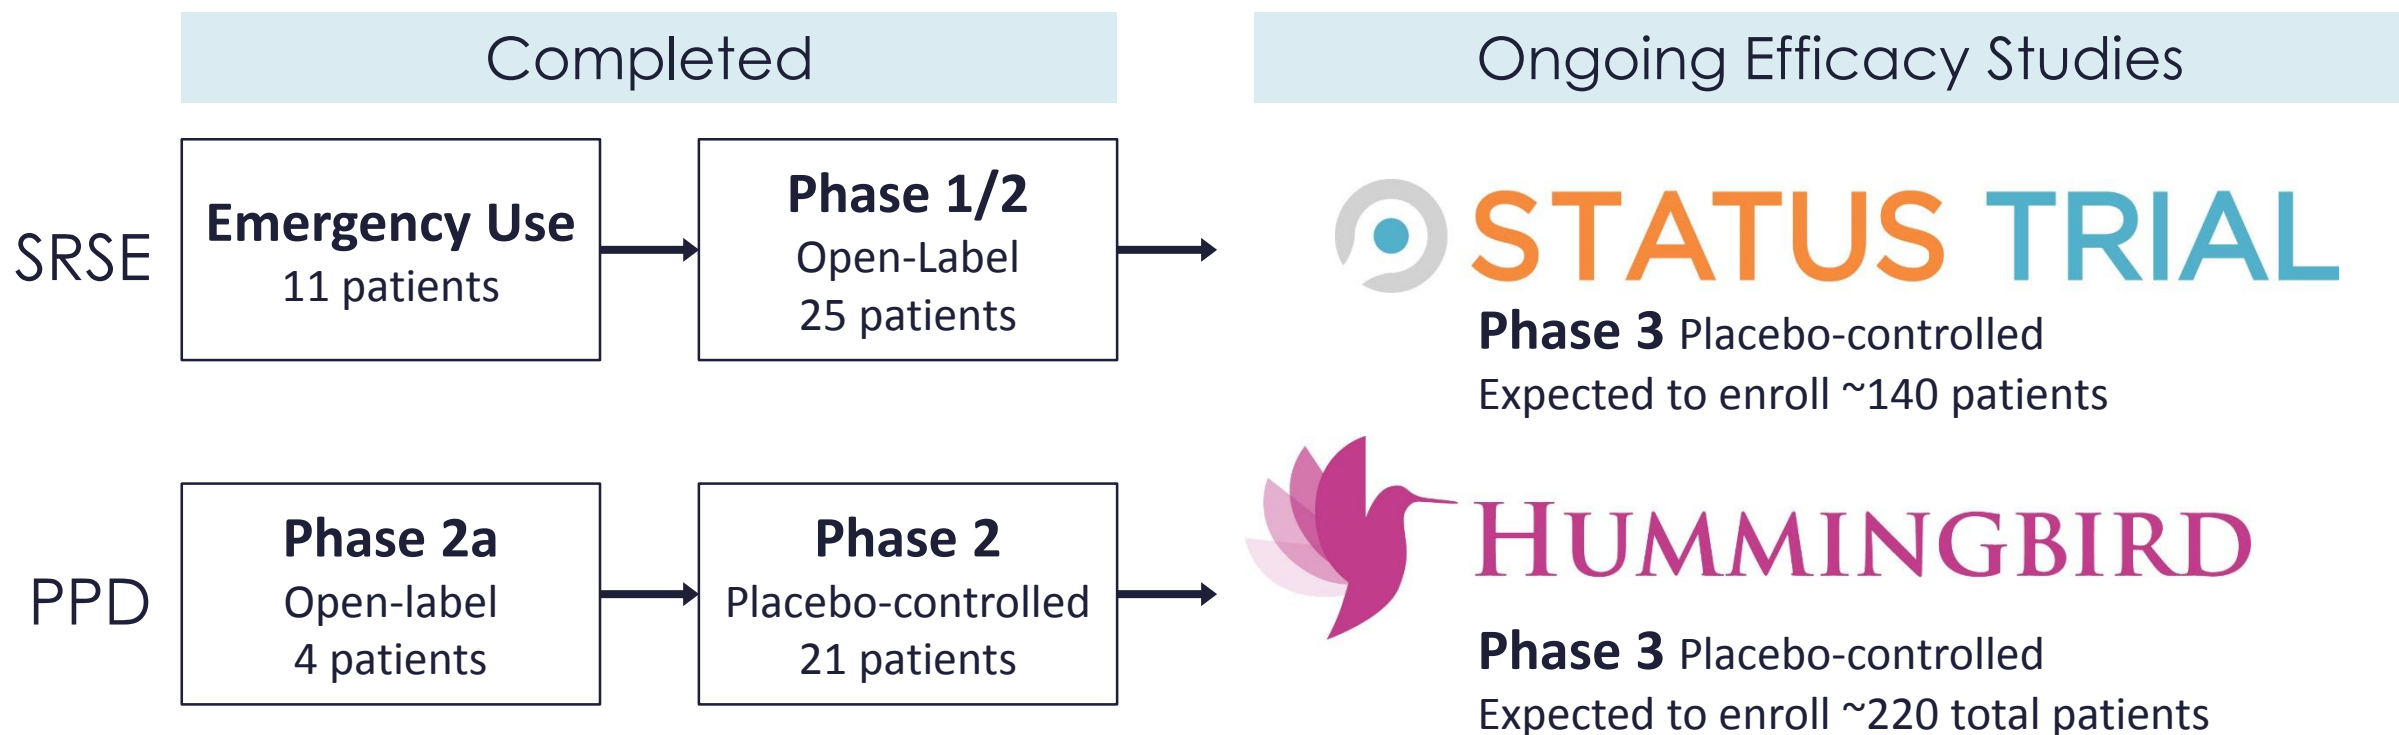 Completed
Ongoing Efficacy Studies
SRSE
Emergency Use
11 patients
Phase 1/2
Open-Label
25 patients
STATUS TRIAL
Phase 3 Placebo-controlled
Expected to enroll ~140 patients
PPD
Phase 2a
Open-label
4 patients
Phase 2
Placebo-controlled
21 patients
HUMMINGBIRD
Phase 3 Placebo-controlled
Expected to enroll ~220 total patients